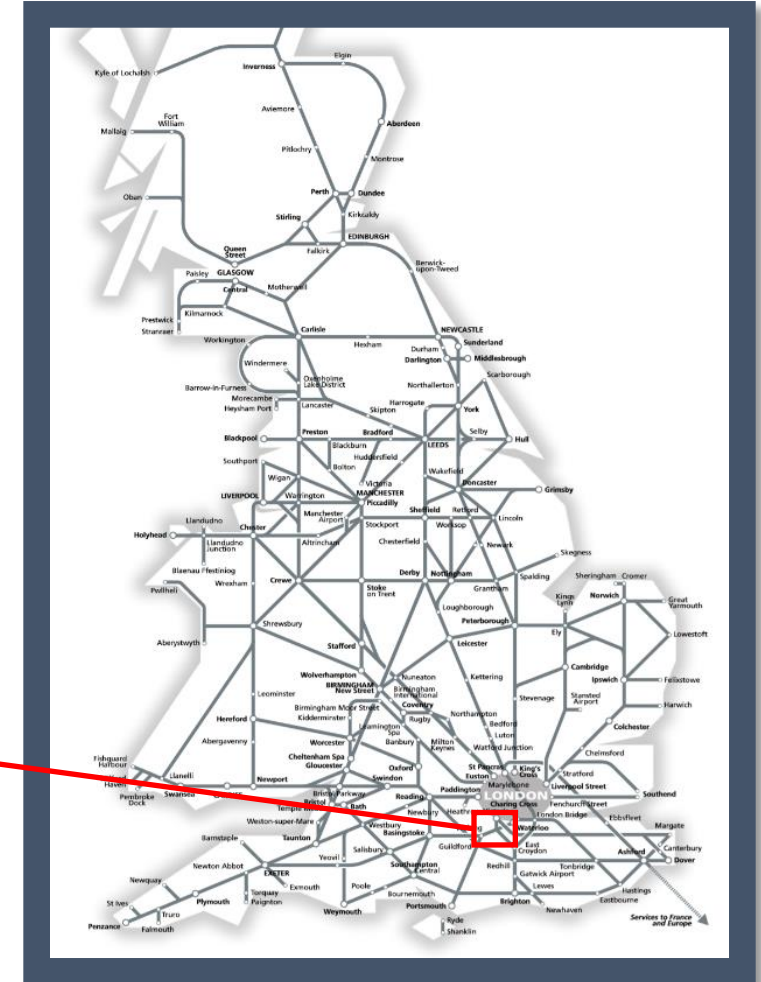 Elgin
Inverness
Kyle of Lochalsh
Aviemore
Fort
William
Aberdeen
Mallaig
Pitlochry
Montrose
Perth
Dundee
Oban
Stirling
Kirkcaldy
EDINBURGH
Queen
Street
Falkirk
Berwick-
upon-Tweed
Paisley
GLASGOW
Central
Motherwell
Prestwick
Kilmarnock
Stranraer
Carlisle
NEWCASTLE
Workington
Hexham
Sunderland
Durham
Darlington
Middlesbrough
Windermere
Scarborough
Oxenholme
Lake District
Barrow-in-Furness
Northallerton
Morecambe
Heysham Port
Lancaster
Harrogate
Skipton
York
Blackpool
Preston
Bradford
Selby
Hull
Blackburn
LEEDS
Southport
Huddersfield
Bolton
Wakefield
Wigan
Victoria
Doncaster
LIVERPOOL
Warrington
MANCHESTER
Piccadilly
Grimsby
Manchester
Airport
Sheffield
Retford
Llandudno
Stockport
Worksop
Lincoln
Holyhead
Chester
Llandudno
Junction
Altrincham
Chesterfield
Newark
Skegness
Blaenau Ffestiniog
Wrexham
Crewe
Derby
Nottingham
Spalding
Sheringham
Cromer
Pwllheli
Stoke
on Trent
Grantham
Kings
Lynn
Norwich
Great
Yarmouth
Loughborough
Shrewsbury
Peterborough
Aberystwyth
Stafford
Leicester
Ely
Lowestoft
Wolverhampton
Nuneaton
Kettering
Cambridge
BIRMINGHAM
New Street
Birmingham
International
Ipswich
Felixstowe
Leominster
Birmingham Moor Street
Coventry
Stevenage
Stansted
Airport
Harwich
Hereford
Kidderminster
Rugby
Northampton
Leamington
Spa
Bedford
Colchester
Abergavenny
Worcester
Banbury
Milton
Keynes
Luton
Watford Junction
Chelmsford
Fishguard
Harbour
Cheltenham Spa
Gloucester
Oxford
St Pancras
King's
Cross
Llanelli
Newport
Swindon
Euston
Stratford
Marylebone
Liverpool Street
Pembroke
Dock
Swansea
Parkway
Bristol
Reading
Paddington
LONDON
Southend
Bath
Charing Cross
Fenchurch Street
Newbury
London Bridge
Ebbsfleet
Weston-super-Mare
Westbury
Waterloo
Margate
Barnstaple
Taunton
Basingstoke
Guildford
East
Croydon
Canterbury
Salisbury
Ashford
Dover
Newton Abbot
Yeovil
Southampton
Central
Redhill
Tonbridge
Newquay
EXETER
Gatwick Airport
Exmouth
Poole
Lewes
Hastings
St Ives
Torquay
Paignton
Bournemouth
Eastbourne
Plymouth
Portsmouth
Brighton
Newhaven
Truro
Weymouth
Ryde
Services to France
and Europe
Penzance
Falmouth
Shanklin